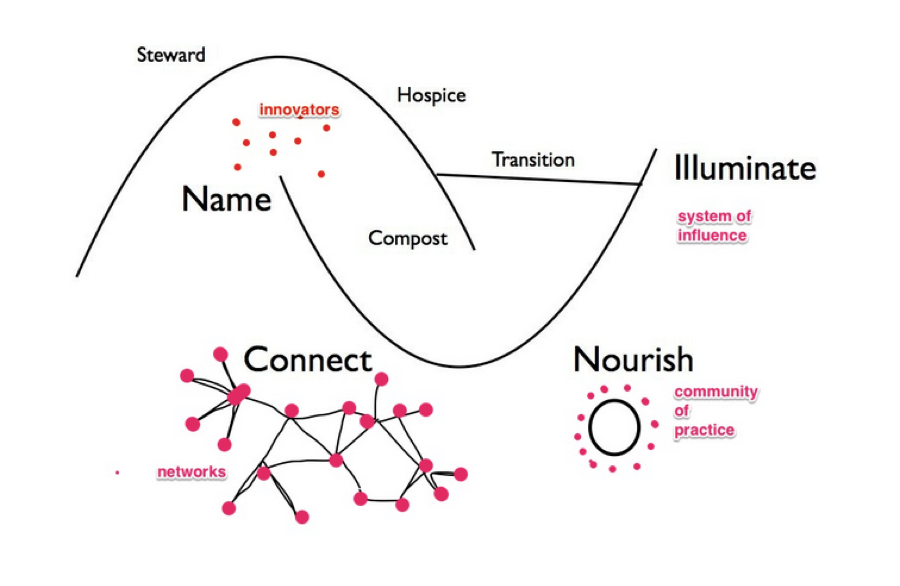 Steward
Hospice
innovators
Transition
Illuminate
Name
system of
influence
Compost
Connect
Nourish
community
of
practice
networks